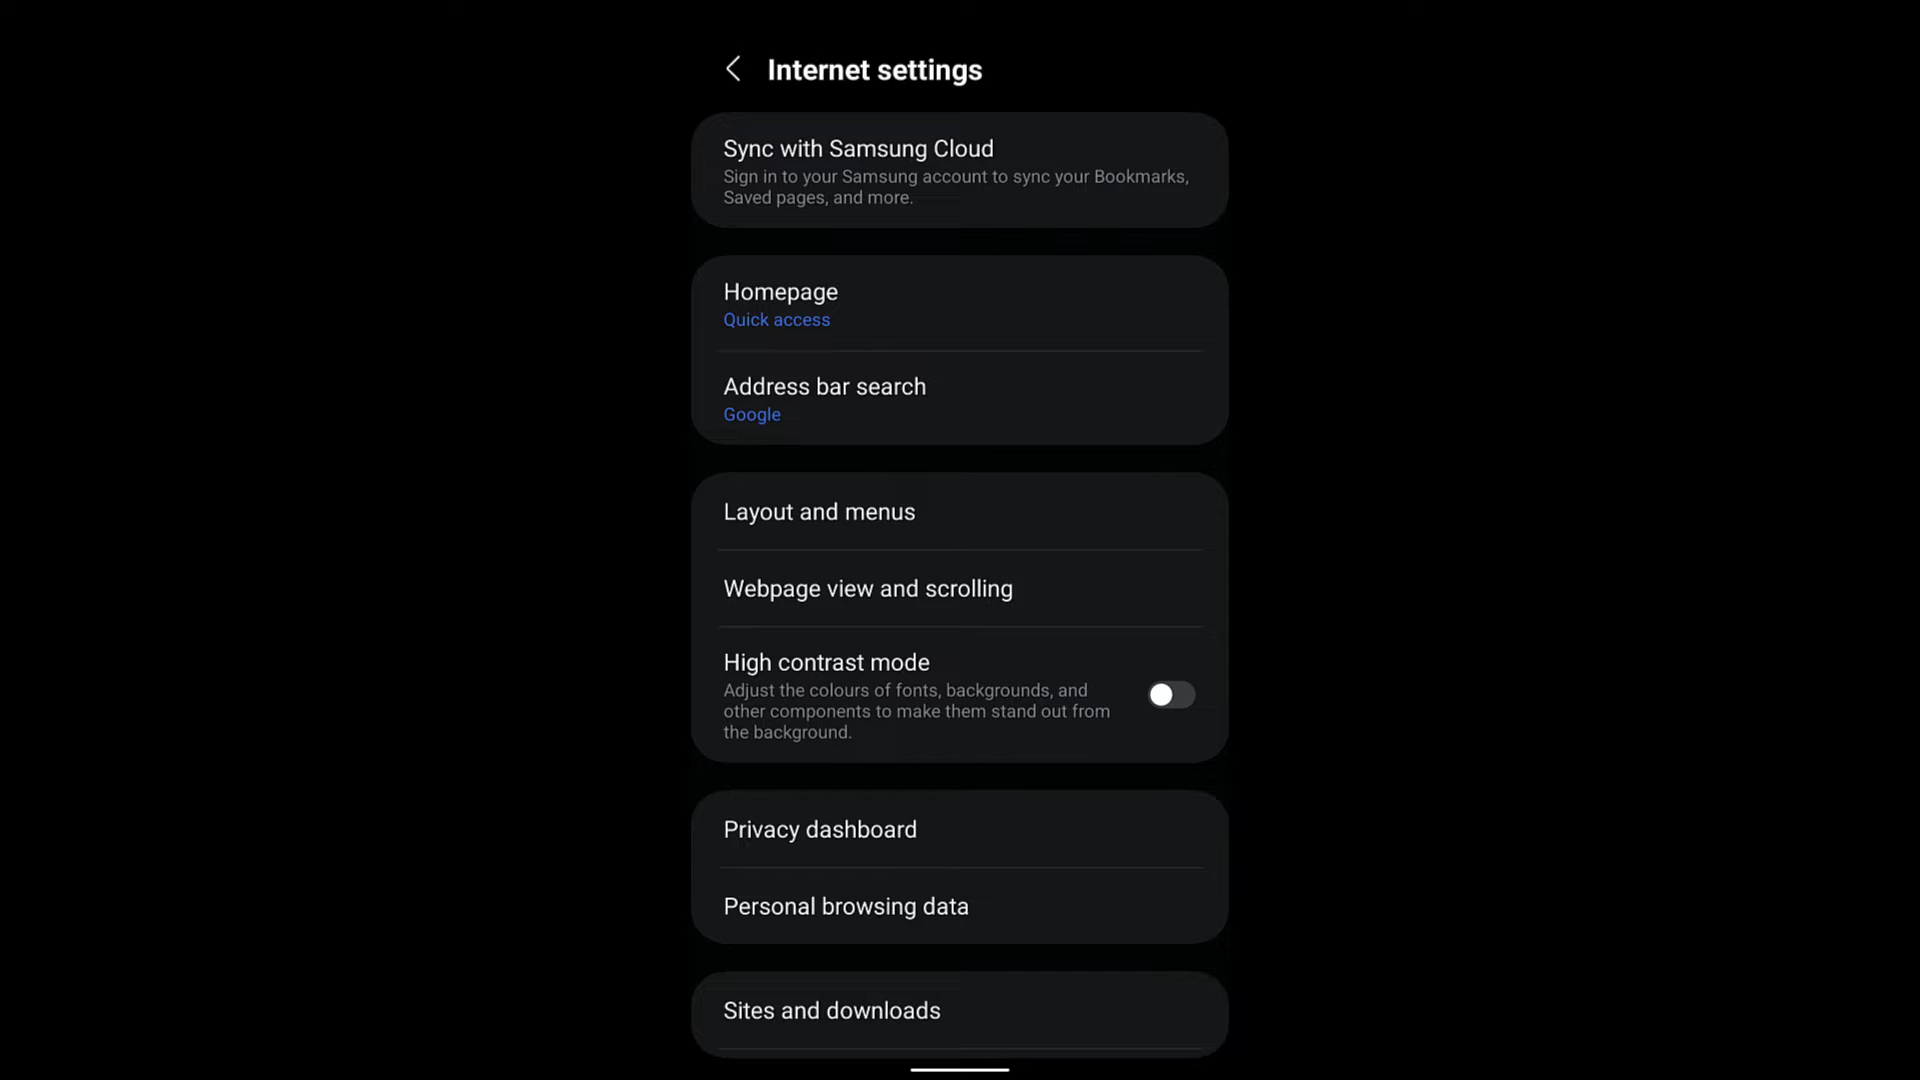 Internet settings
Sync with Samsung Cloud
Sign in to your Samsung account to sync your Bookmarks,
Saved pages, and more.
Homepage
Quick access
Address bar search
Google
Layout and menus
Webpage view and scrolling
High contrast mode
Adjust the colours of fonts, backgrounds, and
other components to make them stand out from
the background.
Privacy dashboard
Personal browsing data
Sites and downloads